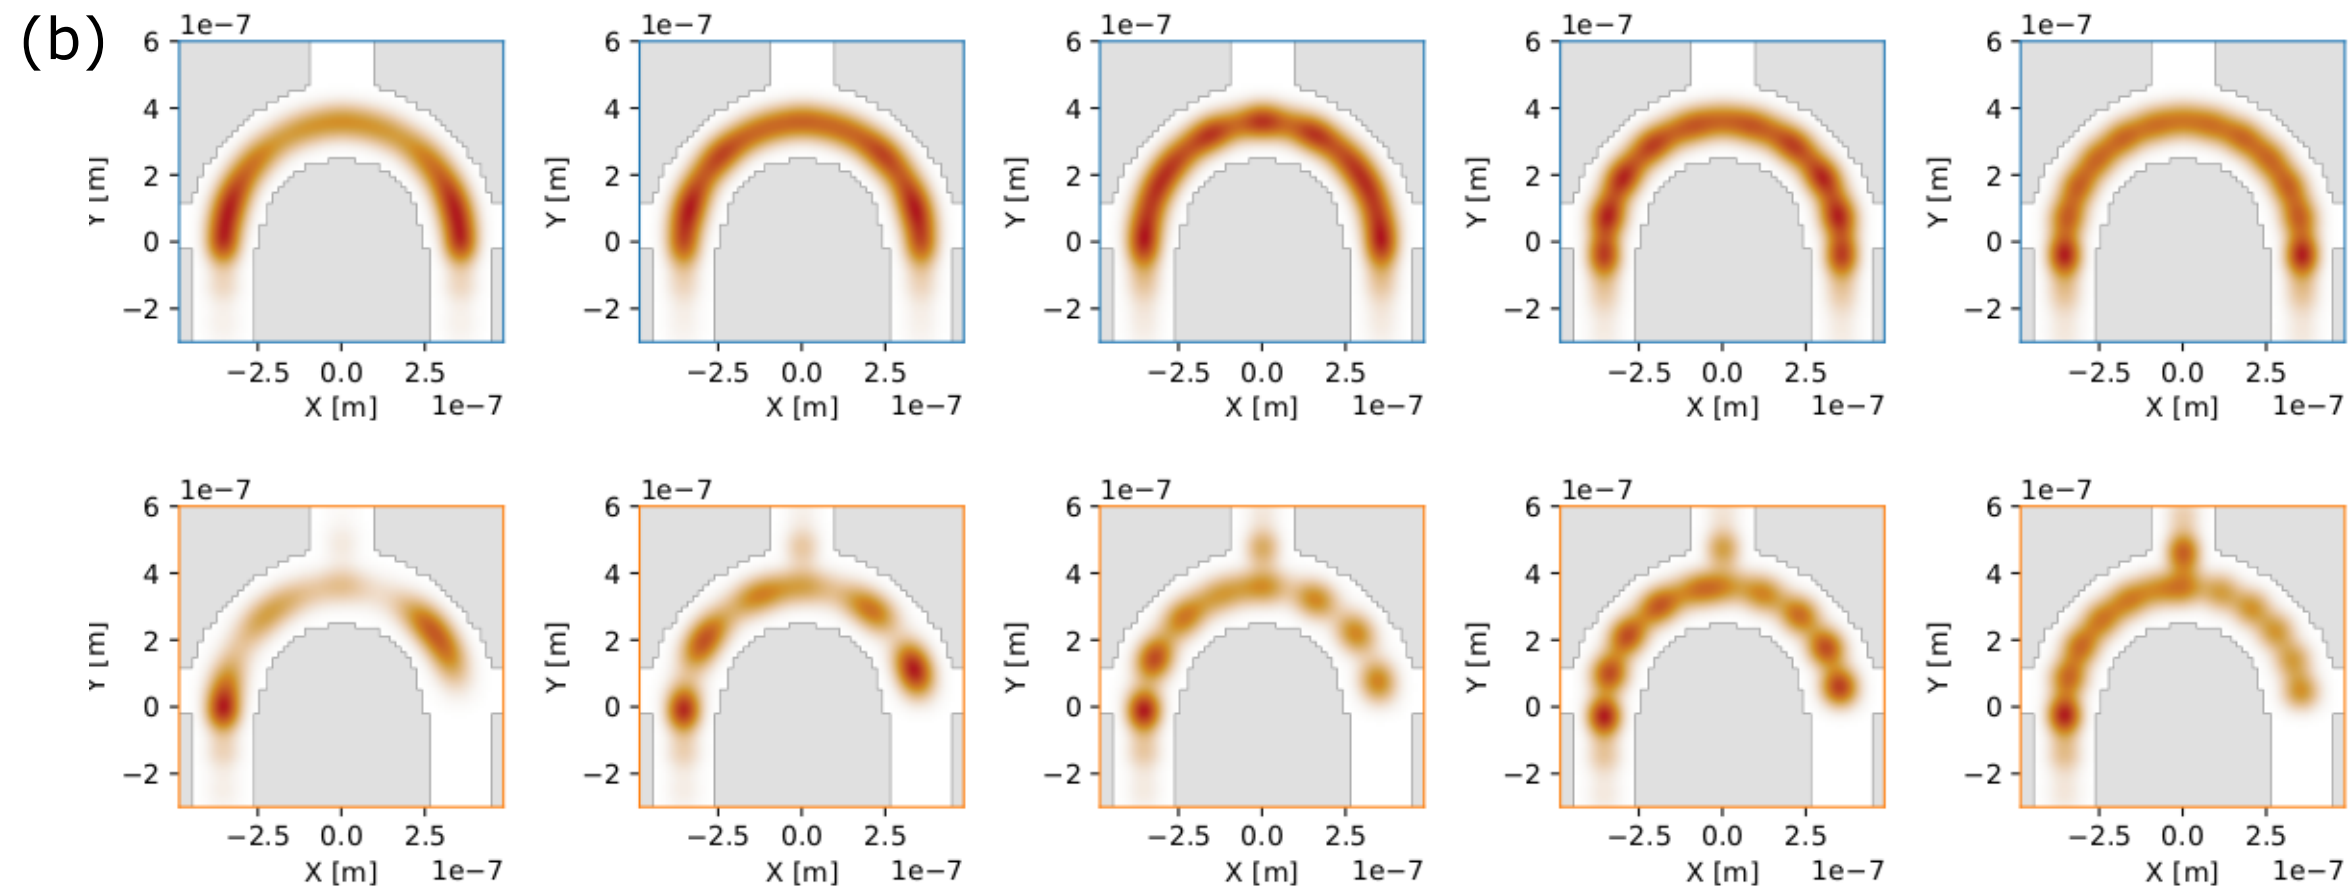 (b)
1e−7 1e−7 1e−7 1e−7 1e−7
6 6 6 6 6
4 4 4 4 4
2 2 2 2 2
0 0 0 0 0
−2 −2 −2 −2 −2
Y [m] Y [m] Y [m] Y [m] Y [m]
−2.5 0.0 2.5 −2.5 0.0 2.5 −2.5 0.0 2.5 −2.5 0.0 2.5 −2.5 0.0 2.5
X [m] 1e−7 X [m] 1e−7 X [m] 1e−7 X [m] 1e−7 X [m] 1e−7
1e−7 1e−7 1e−7 1e−7 1e−7
6 6 6 6 6
4 4 4 4 4
2 2 2 2 2
0 0 0 0 0
−2 −2 −2 −2 −2
Y [m] Y [m] Y [m] Y [m] Y [m]
−2.5 0.0 2.5 −2.5 0.0 2.5 −2.5 0.0 2.5 −2.5 0.0 2.5 −2.5 0.0 2.5
X [m] 1e−7 X [m] 1e−7 X [m] 1e−7 X [m] 1e−7 X [m] 1e−7